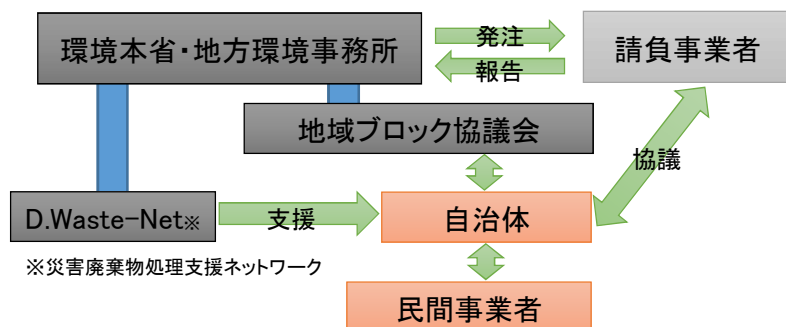 環境本省・地方環境事務所
発注
報告
請負事業者
地域ブロック協議会
協議
D.Waste-Net※
支援
自治体
※災害廃棄物処理支援ネットワーク
民間事業者